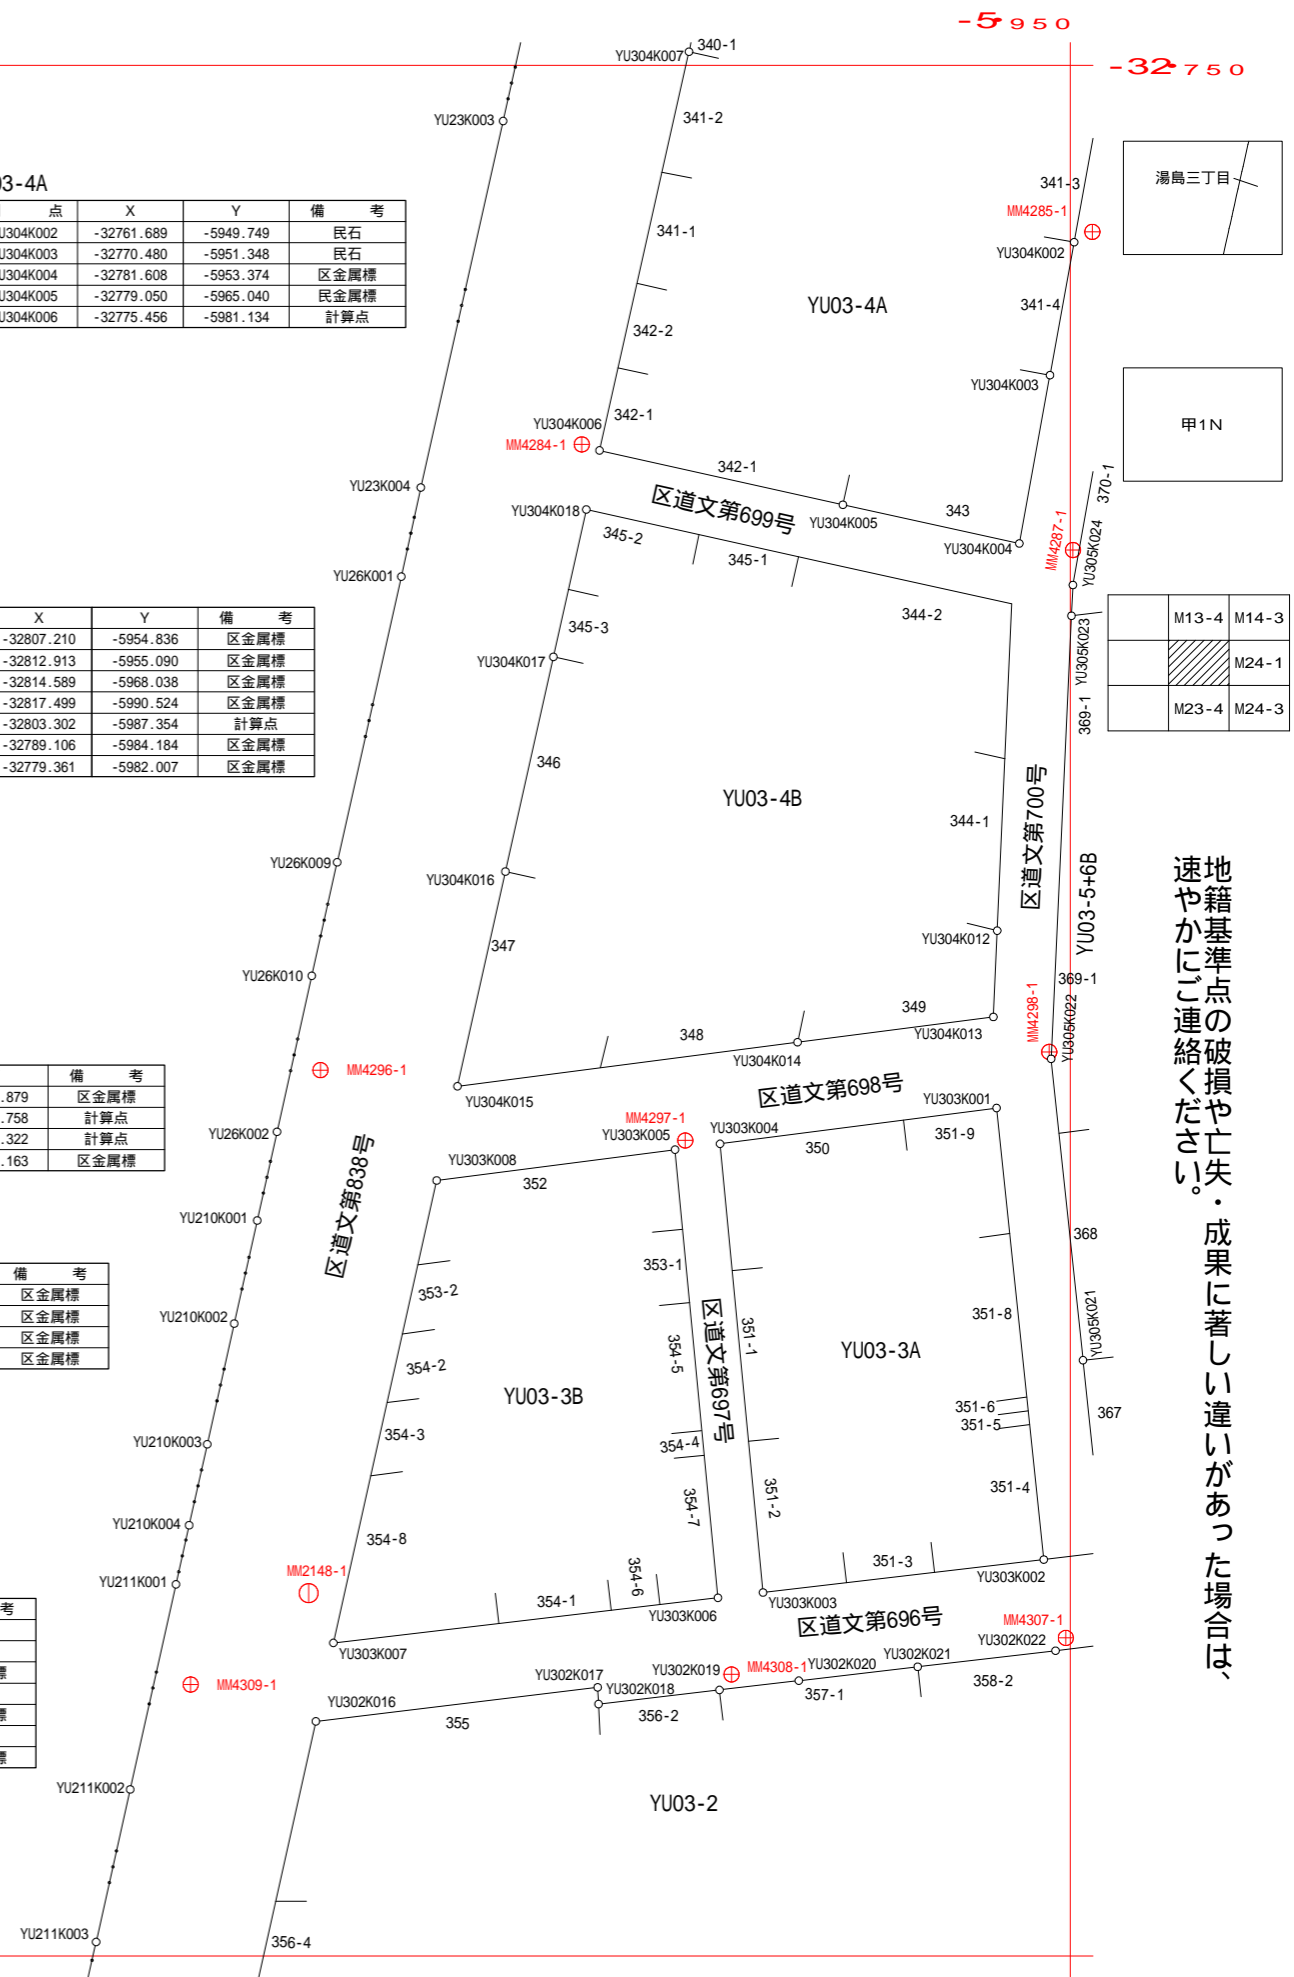 -5 950
-32 750
340-1
YU304K007
YU23K003
341-2
湯島三丁目
341-3
MM4285-1
YU304K002
03-4A
点 X Y 備 考
U304K002 -32761.689 -5949.749 民石
U304K003 -32770.480 -5951.348 民石
U304K004 -32781.608 -5953.374 区金属標
U304K005 -32779.050 -5965.040 民金属標
U304K006 -32775.456 -5981.134 計算点
341-1
YU03-4A
341-4
342-2
YU304K003
342-1
YU304K006
MM4284-1
甲1N
342-1
YU23K004
区道文第699号
YU304K005
343
YU304K004
370-1
MM4287-1
YU305K024
YU304K018
345-2
345-1
YU26K001
344-2
345-3
YU304K017
YU305K023
369-1
M13-4 M14-3
M24-1
M23-4 M24-3
X Y 備 考
-32807.210 -5954.836 区金属標
-32812.913 -5955.090 区金属標
-32814.589 -5968.038 区金属標
-32817.499 -5990.524 区金属標
-32803.302 -5987.354 計算点
-32789.106 -5984.184 区金属標
-32779.361 -5982.007 区金属標
346
YU03-4B
344-1
区道文第700号
YU26K009
YU304K016
347
YU304K012
YU03-5+6B
地籍基準点の破損や亡失・成果に著しい違いがあった場合は、
速やかにご連絡ください。
YU26K010
369-1
MM4298-1
YU305K022
349
YU304K013
348
YU304K014
MM4296-1
YU304K015
区道文第698号
備 考
.879 区金属標
.758 計算点
.322 計算点
.163 区金属標
YU26K002
MM4297-1
YU303K005
YU303K004
YU303K001
350
351-9
YU303K008
352
区道文第838号
YU210K001
353-1
353-2
368
備 考
区金属標
区金属標
区金属標
区金属標
YU210K002
354-2
354-5
区道文第697号
351-1
YU03-3A
351-8
YU305K021
YU03-3B
351-6
351-5
367
YU210K003
354-3
354-4
351-4
351-2
354-7
YU210K004
354-8
MM2148-1
YU211K001
354-6
354-1
351-3
YU303K002
YU303K003
YU303K006
区道文第696号
MM4307-1
YU302K022
考
標
標
標
YU303K007
MM4309-1
YU302K017
YU302K019
MM4308-1
YU302K020
YU302K021
YU302K016
YU302K018
355
356-2
357-1
358-2
YU211K002
YU03-2
YU211K003
356-4